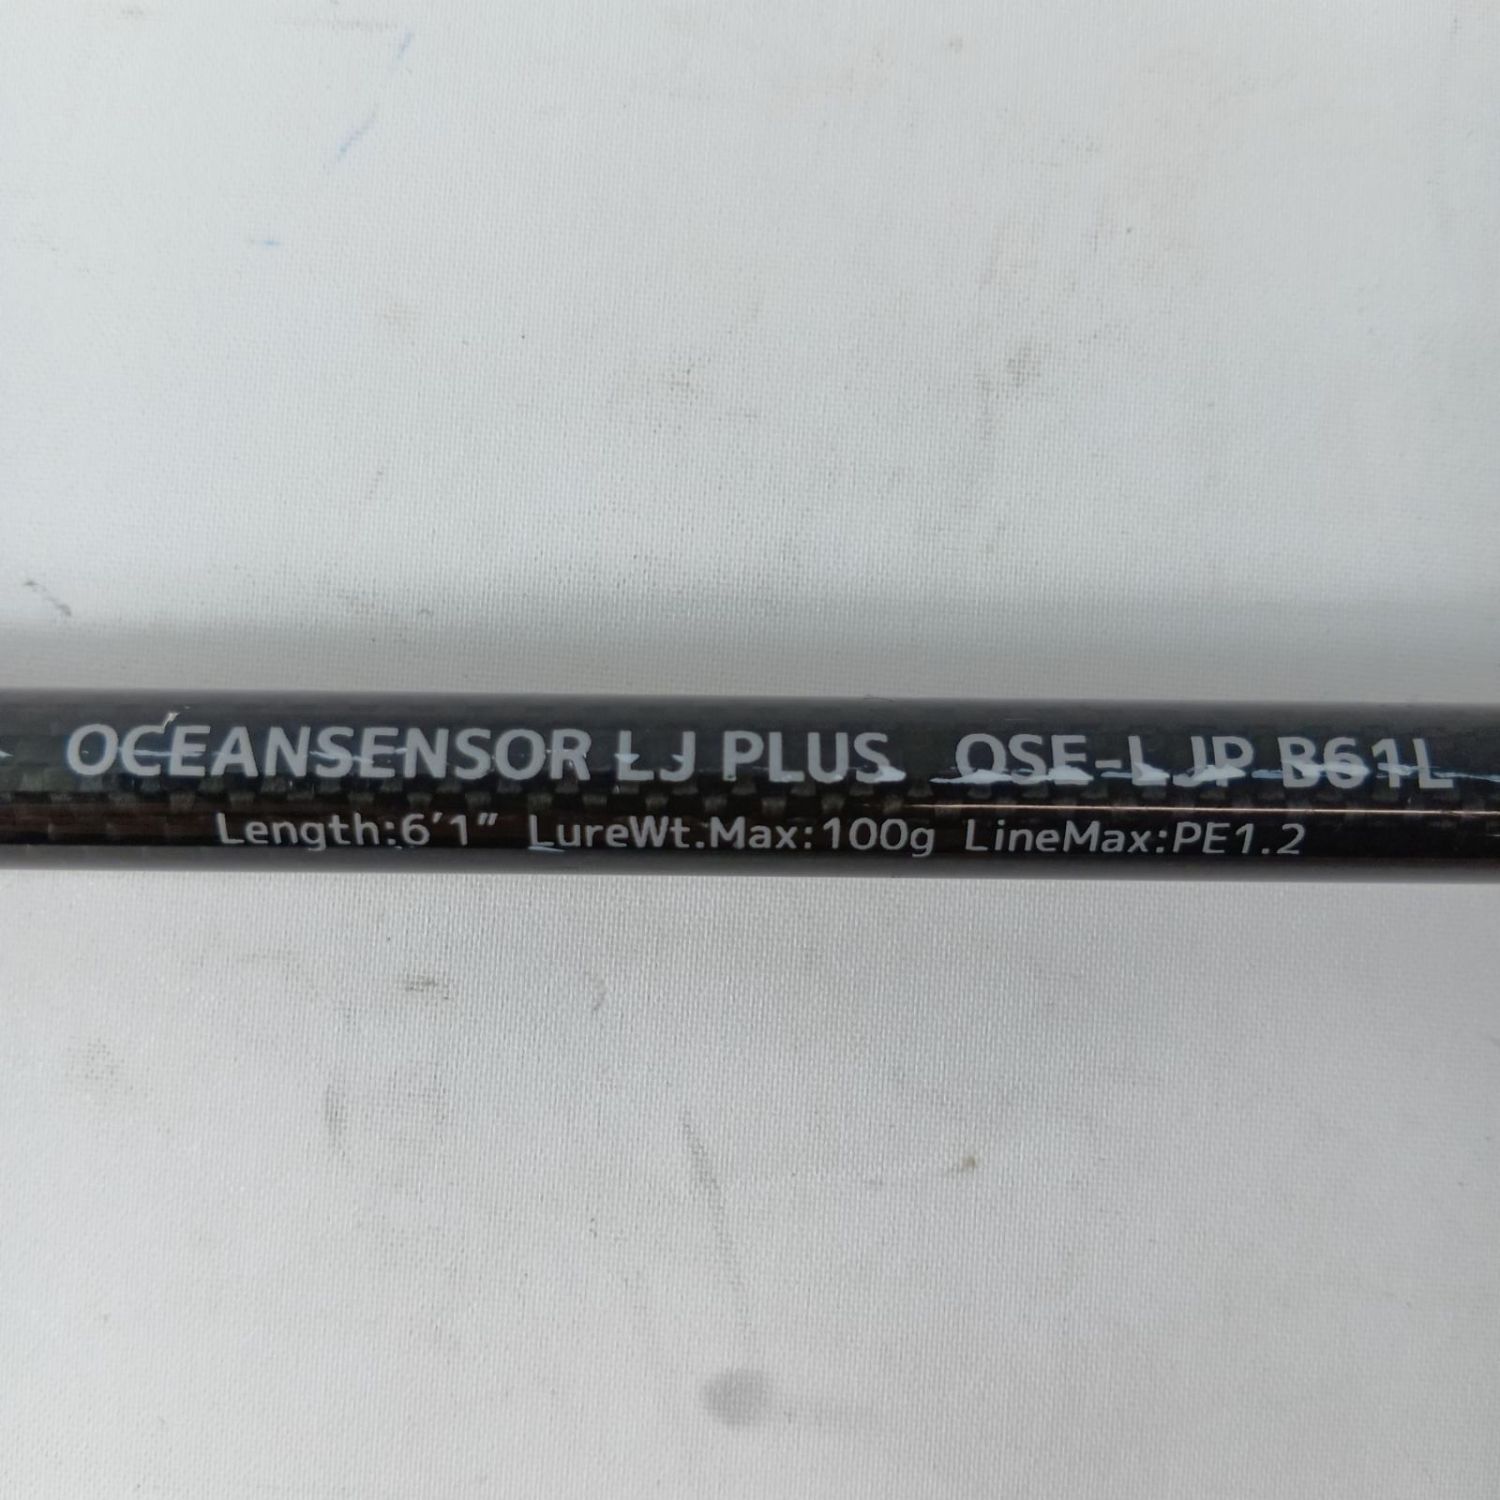 OCEANSENSOR LJ PLUS OSE-LJP B61L
Length:6'1" LureWt.Max:100g LineMax:PE1.2